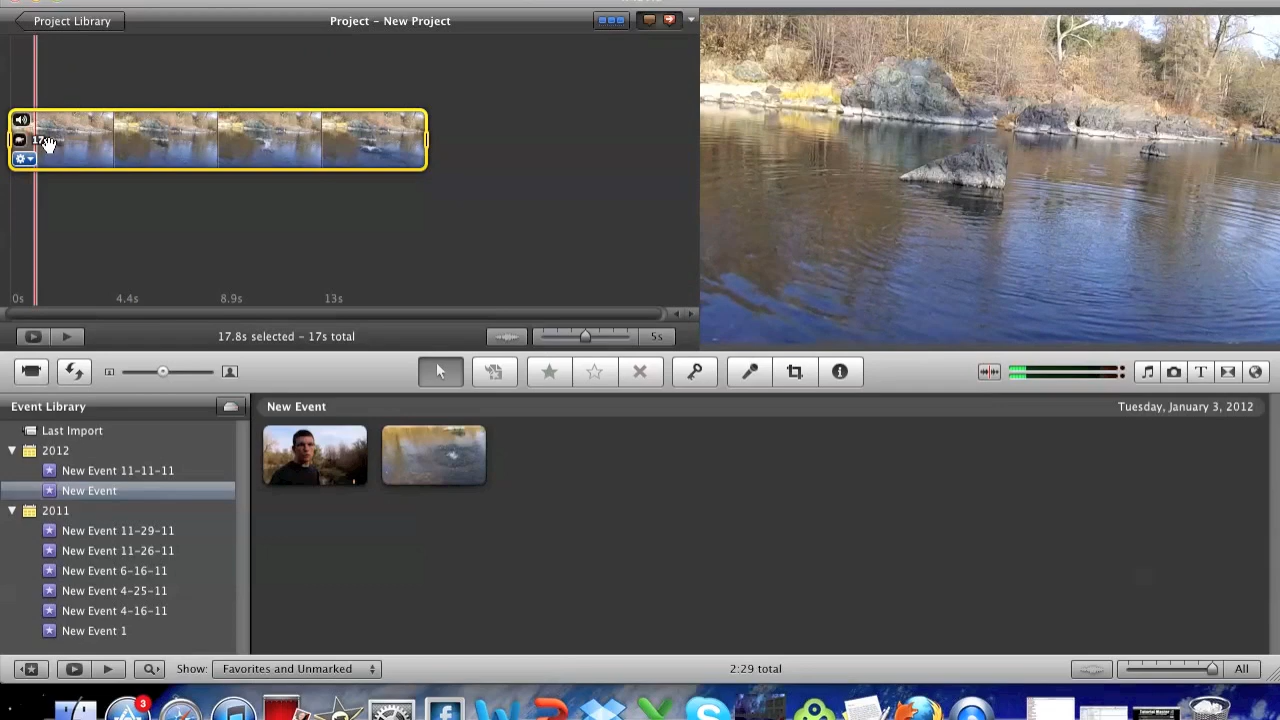 Project Library
Project - New Project
17
0s 4.4s 8.9s 13s
17.8s selected - 17s total
5s
Event Library
New Event
Tuesday, January 3, 2012
Last Import
2012
New Event 11-11-11
New Event
2011
New Event 11-29-11
New Event 11-26-11
New Event 6-16-11
New Event 4-25-11
New Event 4-16-11
New Event 1
Show:
Favorites and Unmarked
2:29 total
All
3